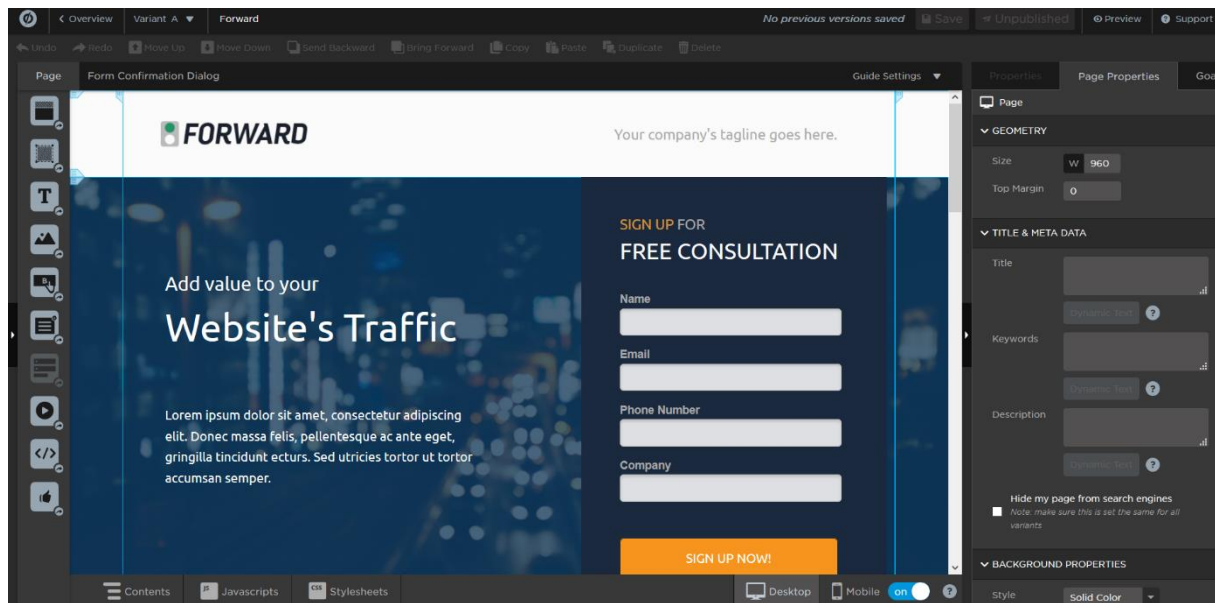 Overview
Variant A
Forward
No previous versions saved
Save
Unpublished
Preview
Support
Undo
Redo
Move Up
Move Down
Send Backward
Bring Forward
Copy
Paste
Duplicate
Delete
Page
Form Confirmation Dialog
Guide Settings
Properties
Page Properties
Goa
FORWARD
Your company's tagline goes here.
Add value to your
Website's Traffic
Lorem ipsum dolor sit amet, consectetur adipiscing
elit. Donec massa felis, pellentesque ac ante eget,
gringilla tincidunt ecturs. Sed utricies tortor ut tortor
accumsan semper.
SIGN UP FOR
FREE CONSULTATION
Name
Email
Phone Number
Company
SIGN UP NOW!
Page
GEOMETRY
Size
W 960
Top Margin
0
TITLE & META DATA
Title
Dynamic Text
Keywords
Dynamic Text
Description
Dynamic Text
Hide my page from search engines
Note: make sure this is set the same for all
variants
BACKGROUND PROPERTIES
Style
Solid Color
T
</>
Contents
JS
Javascripts
CSS
Stylesheets
Desktop
Mobile
on